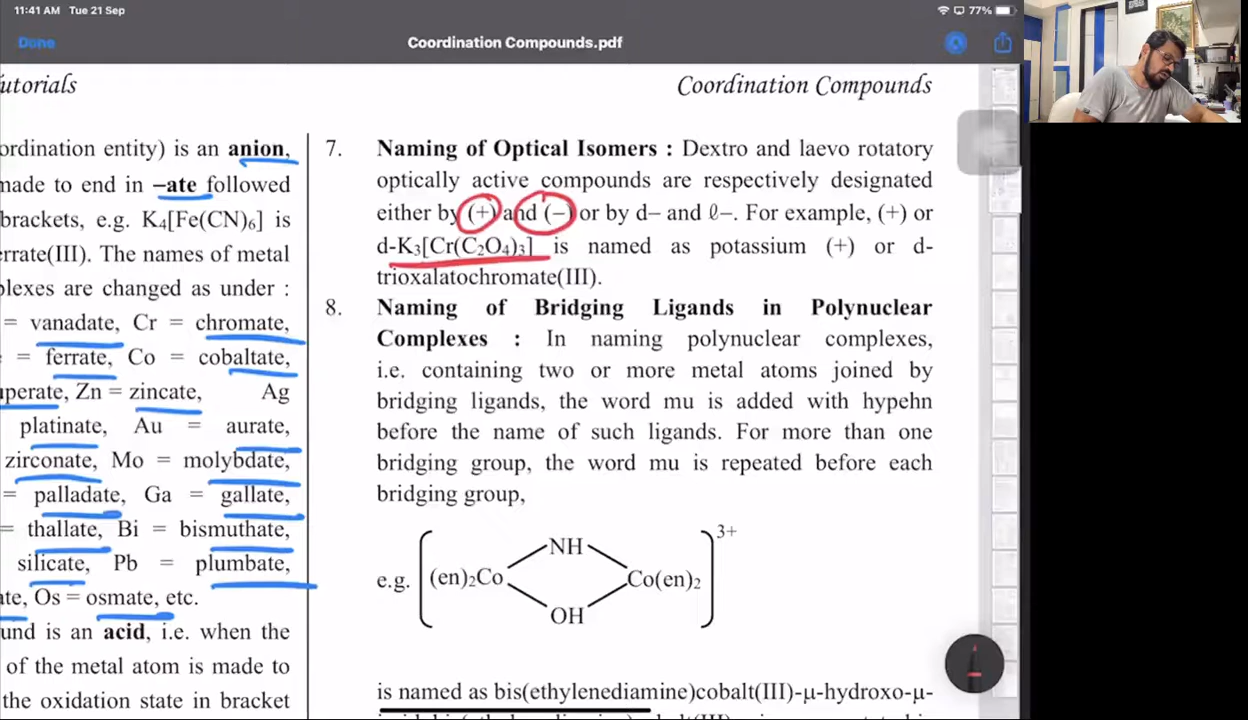 11:41 AM Tue 21 Sep
77%
Done
Coordination Compounds.pdf
utorials
Coordination Compounds
ordination entity) is an anion,
made to end in –ate followed
brackets, e.g. K4[Fe(CN)6] is
errate(III). The names of metal
plexes are changed as under :
= vanadate, Cr = chromate,
= ferrate, Co = cobaltate,
uperate, Zn = zincate, Ag
platinate, Au = aurate,
zirconate, Mo = molybdate,
= palladate, Ga = gallate,
= thallate, Bi = bismuthate,
silicate, Pb = plumbate,
ate, Os = osmate, etc.
und is an acid, i.e. when the
of the metal atom is made to
the oxidation state in bracket
7. Naming of Optical Isomers : Dextro and laevo rotatory
optically active compounds are respectively designated
either by (+) and (–) or by d– and ℓ–. For example, (+) or
d-K3[Cr(C2O4)3] is named as potassium (+) or d-
trioxalatochromate(III).
8. Naming of Bridging Ligands in Polynuclear
Complexes : In naming polynuclear complexes,
i.e. containing two or more metal atoms joined by
bridging ligands, the word mu is added with hypehn
before the name of such ligands. For more than one
bridging group, the word mu is repeated before each
bridging group,
3+
NH
e.g. (en)2Co Co(en)2
OH
is named as bis(ethylenediamine)cobalt(III)-μ-hydroxo-μ-